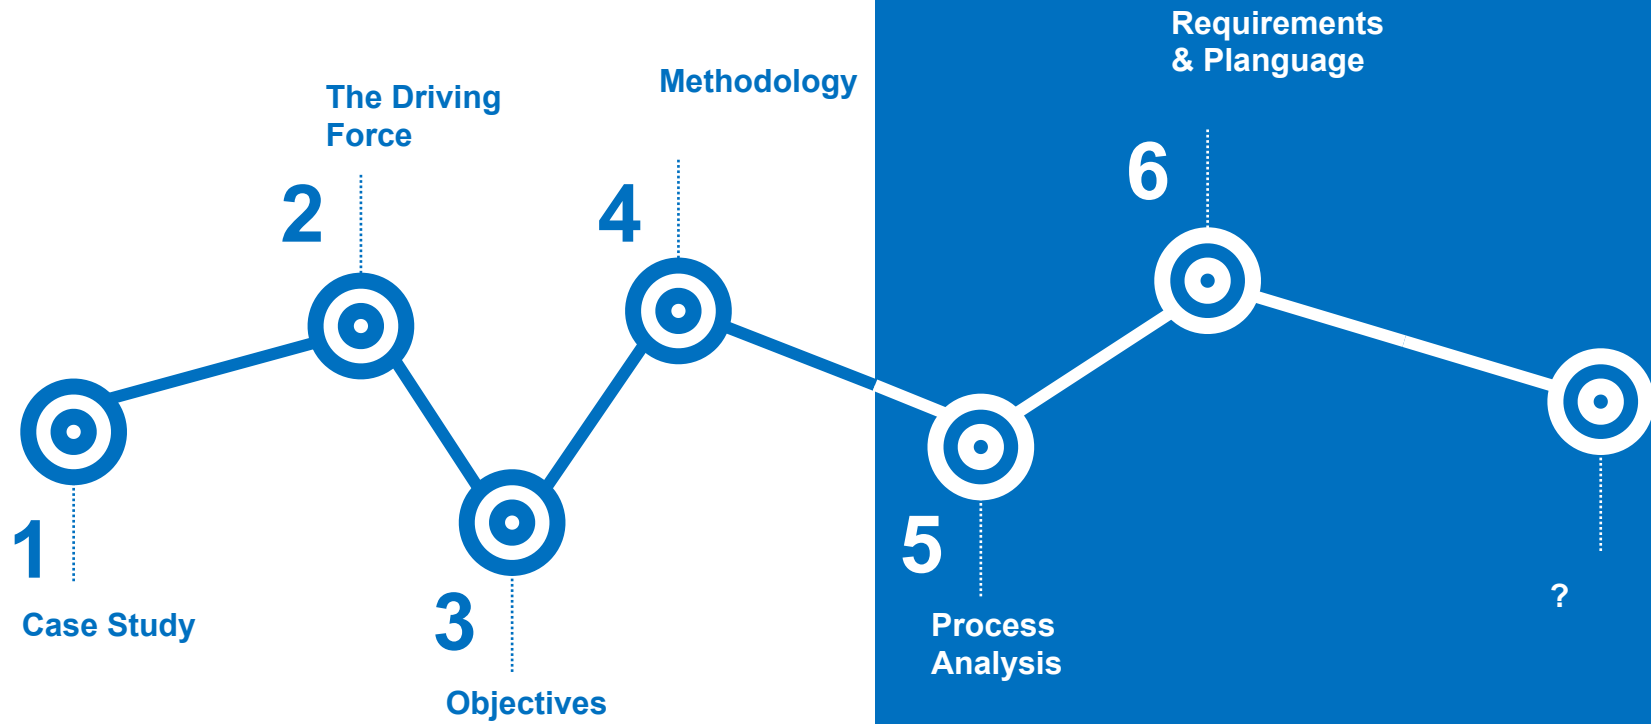 1
Case Study
2
The Driving
Force
3
Objectives
4
Methodology
5
Process
Analysis
6
Requirements
& Planguage
?